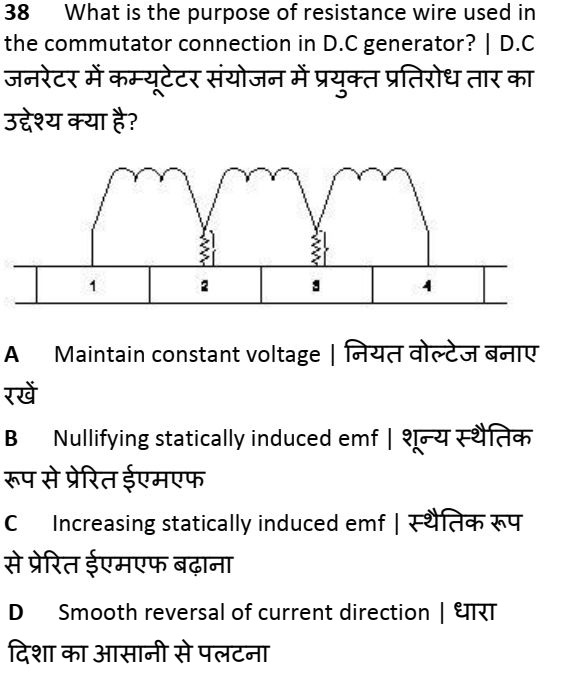 38 What is the purpose of resistance wire used in
the commutator connection in D.C generator? | D.C
जनरेटर में कम्यूटेटर संयोजन में प्रयुक्त प्रतिरोध तार का
उद्देश्य क्या है?
1 2 3 4
A Maintain constant voltage | नियत वोल्टेज बनाए
रखें
B Nullifying statically induced emf | शून्य स्थैतिक
रूप से प्रेरित ईएमएफ
C Increasing statically induced emf | स्थैतिक रूप
से प्रेरित ईएमएफ बढ़ाना
D Smooth reversal of current direction | धारा
दिशा का आसानी से पलटना